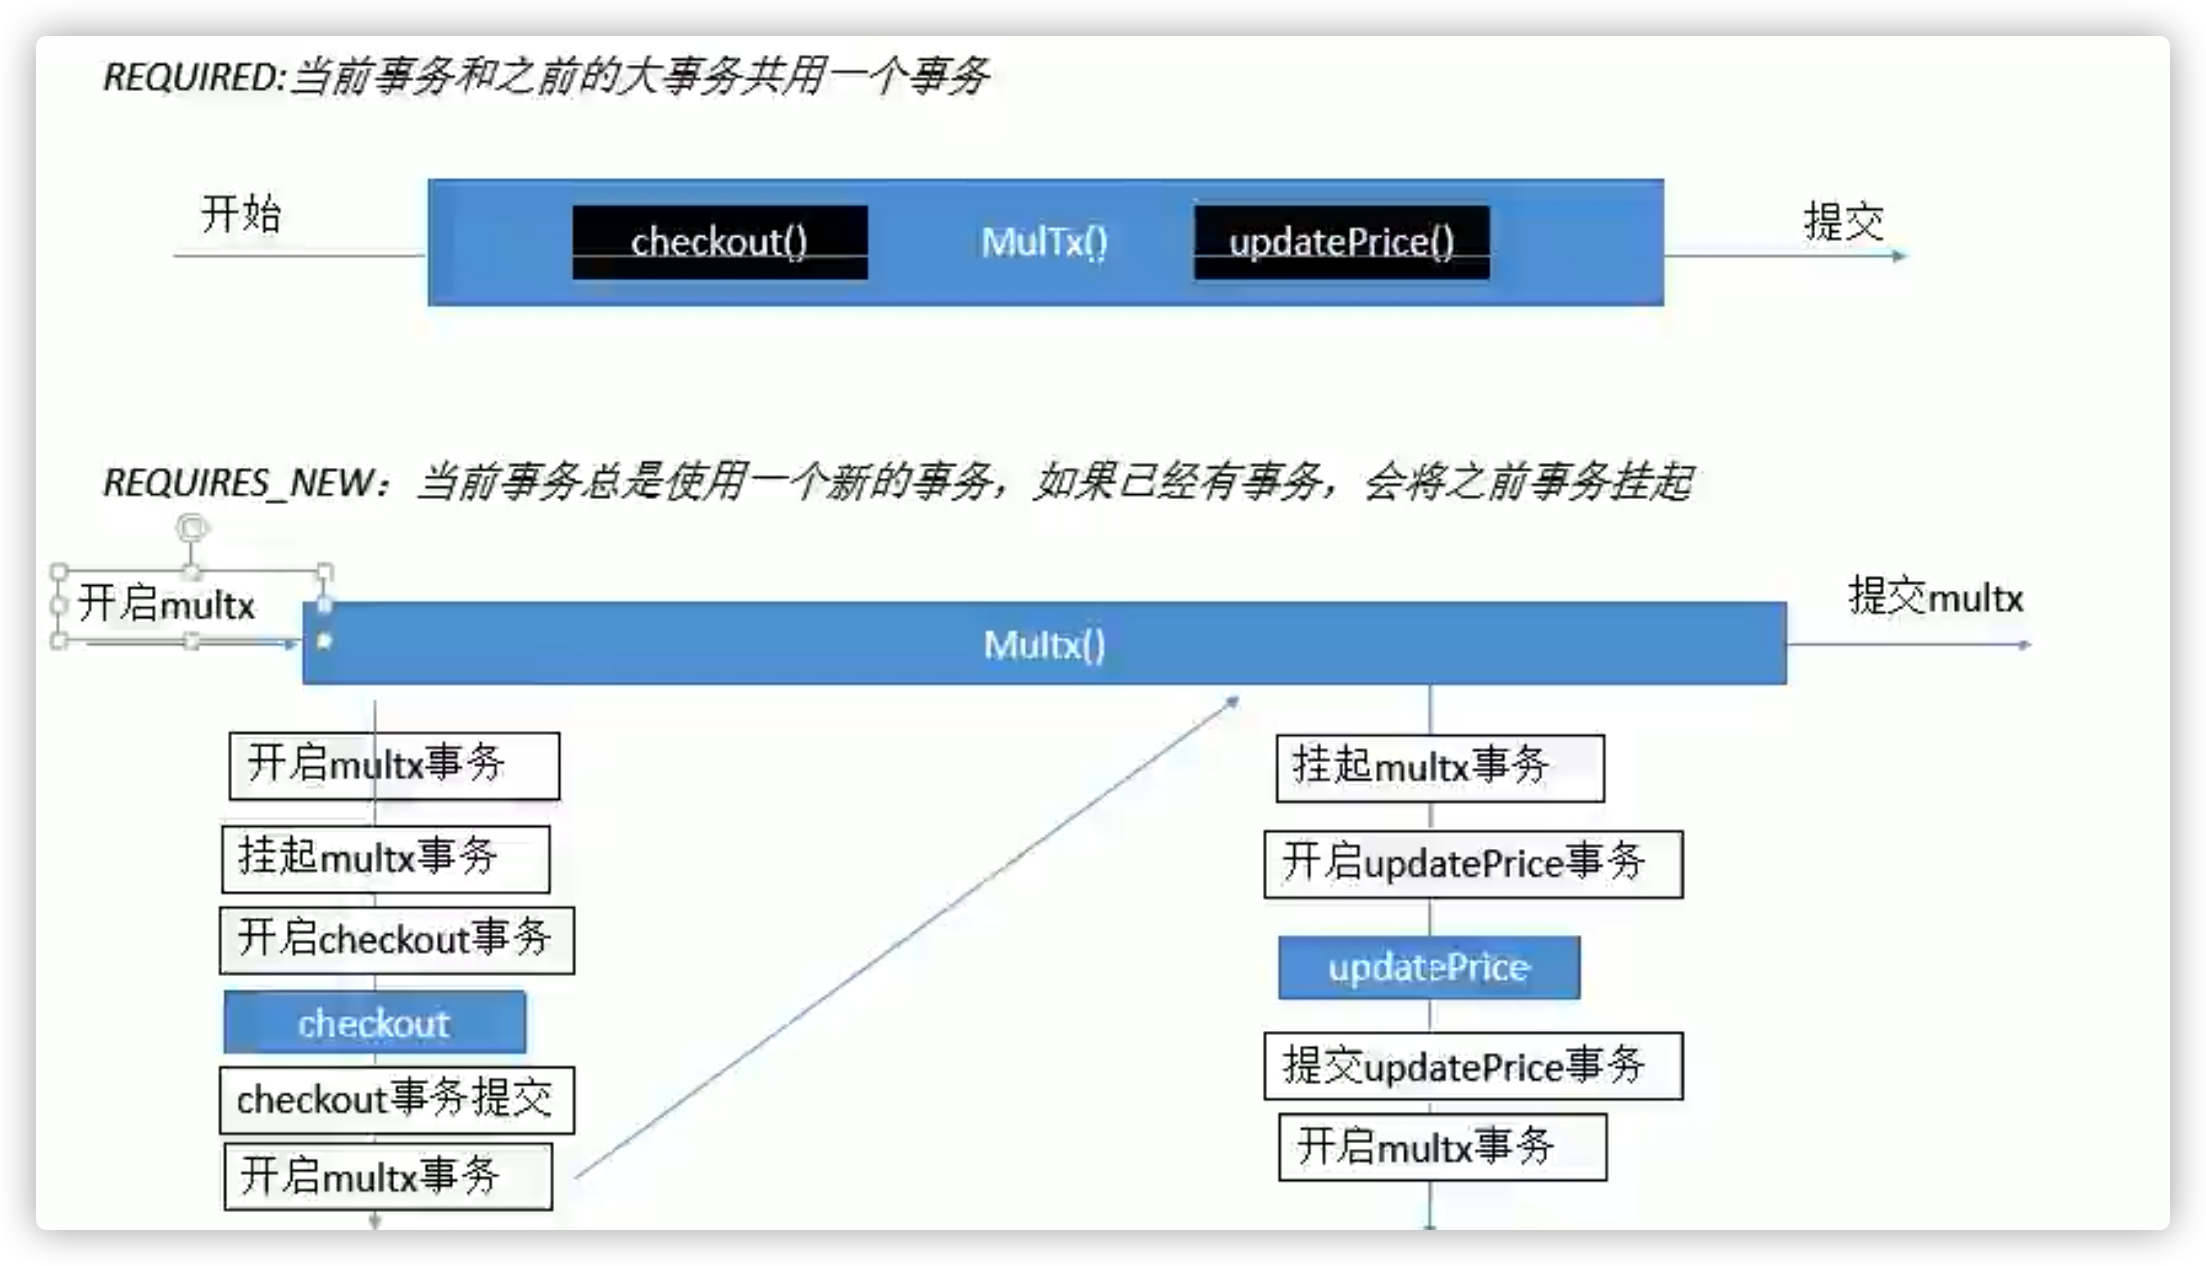 REQUIRED:当前事务和之前的大事务共用一个事务
开始
checkout()
MulTx()
updatePrice()
提交
REQUIRES_NEW：当前事务总是使用一个新的事务，如果已经有事务，会将之前事务挂起
开启multx
Multx()
提交multx
开启multx事务
挂起multx事务
开启checkout事务
checkout
checkout事务提交
开启multx事务
挂起multx事务
开启updatePrice事务
updatePrice
提交updatePrice事务
开启multx事务